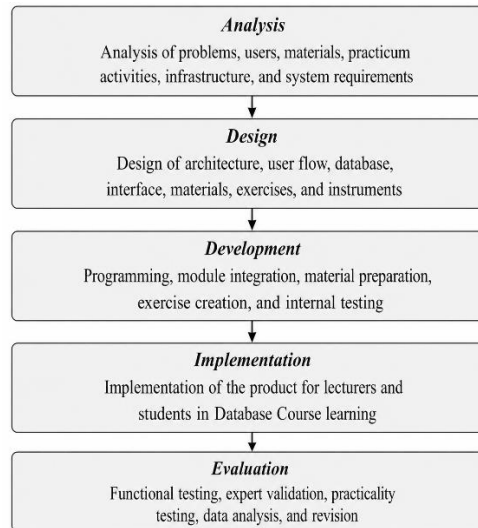 Analysis
Analysis of problems, users, materials, practicum
activities, infrastructure, and system requirements
Design
Design of architecture, user flow, database,
interface, materials, exercises, and instruments
Development
Programming, module integration, material preparation,
exercise creation, and internal testing
Implementation
Implementation of the product for lecturers and
students in Database Course learning
Evaluation
Functional testing, expert validation, practicality
testing, data analysis, and revision